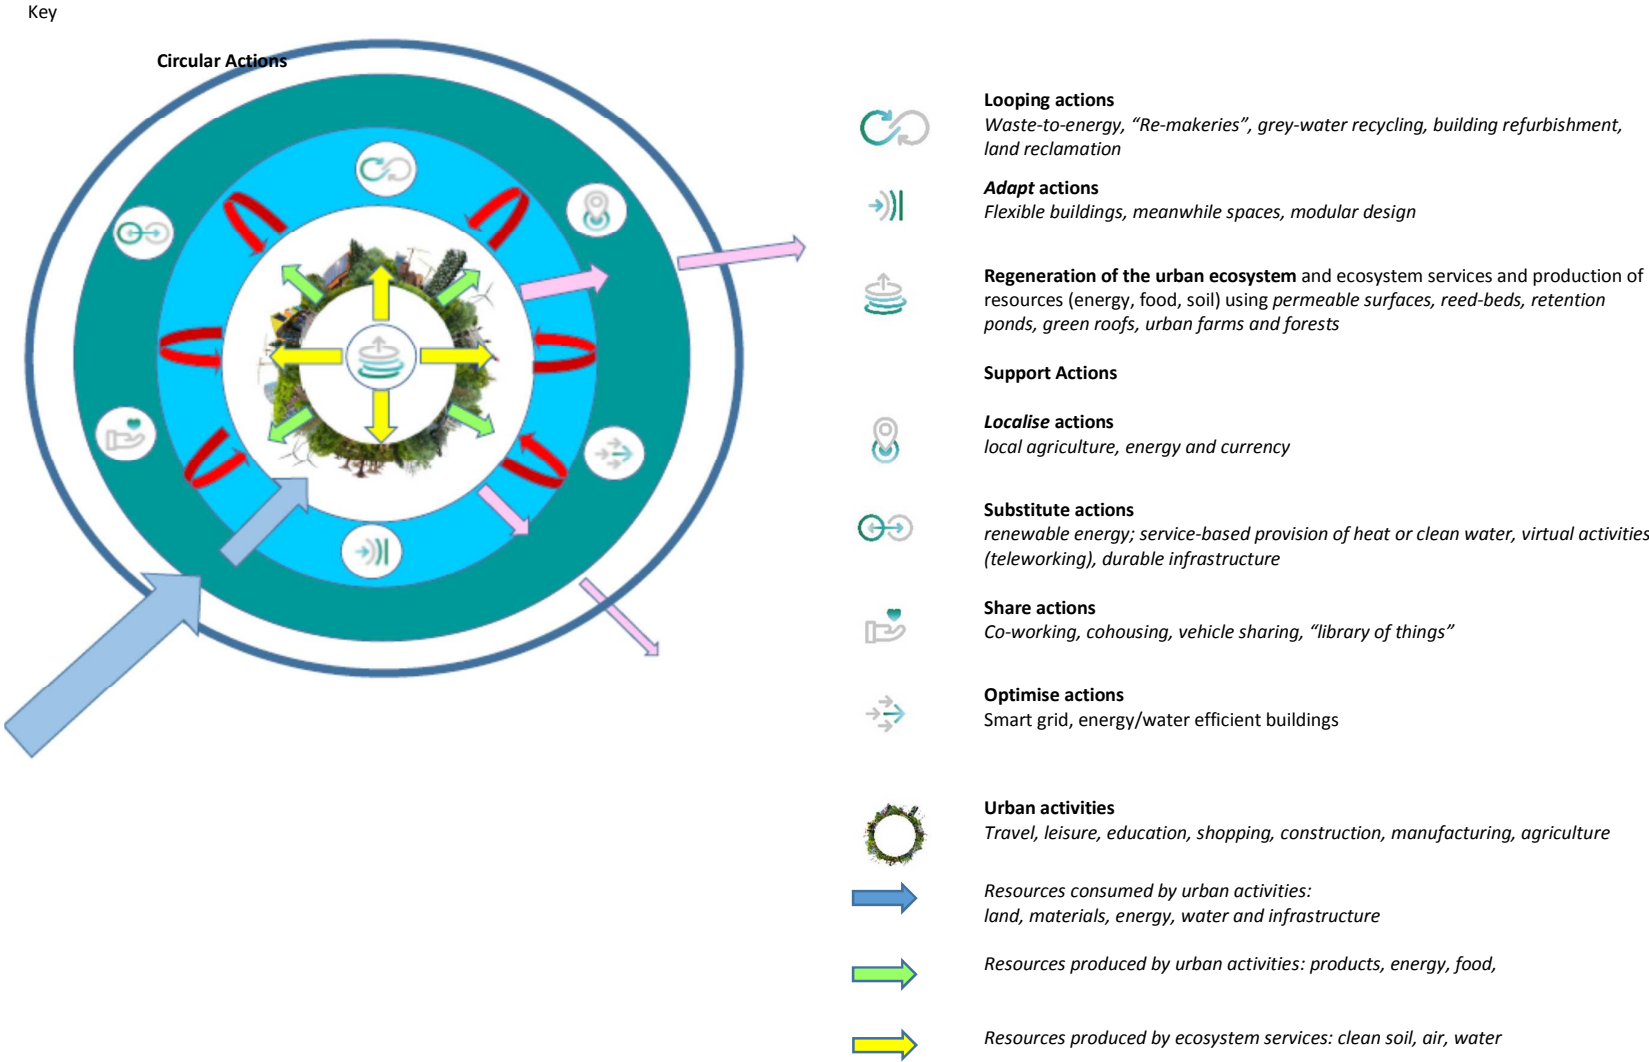 Key
Circular Actions
Looping actions
Waste-to-energy, “Re-makeries”, grey-water recycling, building refurbishment,
land reclamation
Adapt actions
Flexible buildings, meanwhile spaces, modular design
Regeneration of the urban ecosystem and ecosystem services and production of
resources (energy, food, soil) using permeable surfaces, reed-beds, retention
ponds, green roofs, urban farms and forests
Support Actions
Localise actions
local agriculture, energy and currency
Substitute actions
renewable energy; service-based provision of heat or clean water, virtual activities
(teleworking), durable infrastructure
Share actions
Co-working, cohousing, vehicle sharing, “library of things”
Optimise actions
Smart grid, energy/water efficient buildings
Urban activities
Travel, leisure, education, shopping, construction, manufacturing, agriculture
Resources consumed by urban activities:
land, materials, energy, water and infrastructure
Resources produced by urban activities: products, energy, food,
Resources produced by ecosystem services: clean soil, air, water